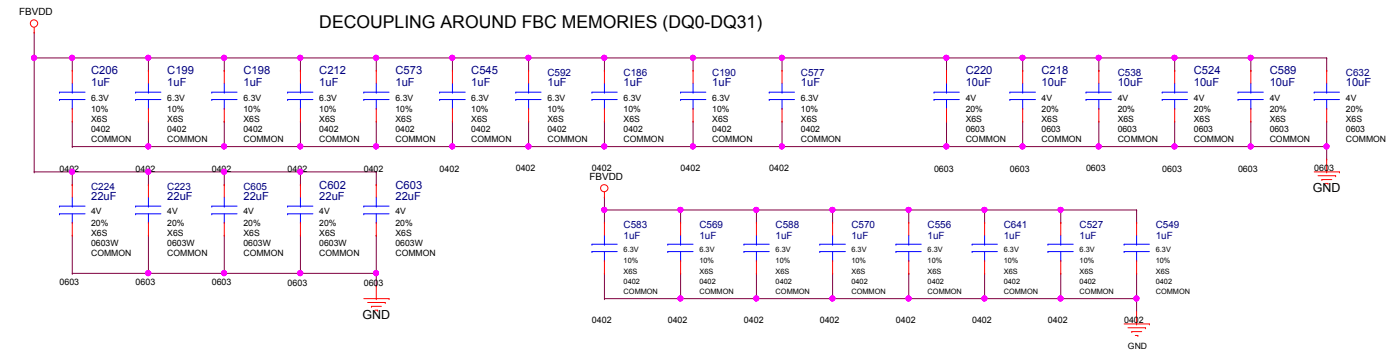 FBVDD
DECOUPLING AROUND FBC MEMORIES (DQ0-DQ31)
C206 C199 C198 C212 C573 C545 C592 C186 C190 C577 C220 C218 C538 C524 C589 C632
1uF 1uF 1uF 1uF 1uF 1uF 1uF 1uF 1uF 1uF 10uF 10uF 10uF 10uF 10uF 10uF
6.3V 6.3V 6.3V 6.3V 6.3V 6.3V 6.3V 6.3V 6.3V 6.3V 4V 4V 4V 4V 4V 4V
10% 10% 10% 10% 10% 10% 10% 10% 10% 10% 20% 20% 20% 20% 20% 20%
X6S X6S X6S X6S X6S X6S X6S X6S X6S X6S X6S X6S X6S X6S X6S X6S
0402 0402 0402 0402 0402 0402 0402 0402 0402 0402 0603 0603 0603 0603 0603 0603
COMMON COMMON COMMON COMMON COMMON COMMON COMMON COMMON COMMON COMMON COMMON COMMON COMMON COMMON COMMON COMMON
0402 0402 0402 0402 0402 0402 0402 0402 0402 0402 0603 0603 0603 0603 0603 0603
GND
C224 C223 C605 C602 C603
22uF 22uF 22uF 22uF 22uF
4V 4V 4V 4V 4V
20% 20% 20% 20% 20%
X6S X6S X6S X6S X6S
0603W 0603W 0603W 0603W 0603W
COMMON COMMON COMMON COMMON COMMON
0603 0603 0603 0603 0603
GND
FBVDD
C583 C569 C588 C570 C556 C641 C527 C549
1uF 1uF 1uF 1uF 1uF 1uF 1uF 1uF
6.3V 6.3V 6.3V 6.3V 6.3V 6.3V 6.3V 6.3V
10% 10% 10% 10% 10% 10% 10% 10%
X6S X6S X6S X6S X6S X6S X6S X6S
0402 0402 0402 0402 0402 0402 0402 0402
COMMON COMMON COMMON COMMON COMMON COMMON COMMON COMMON
0402 0402 0402 0402 0402 0402 0402 0402
GND